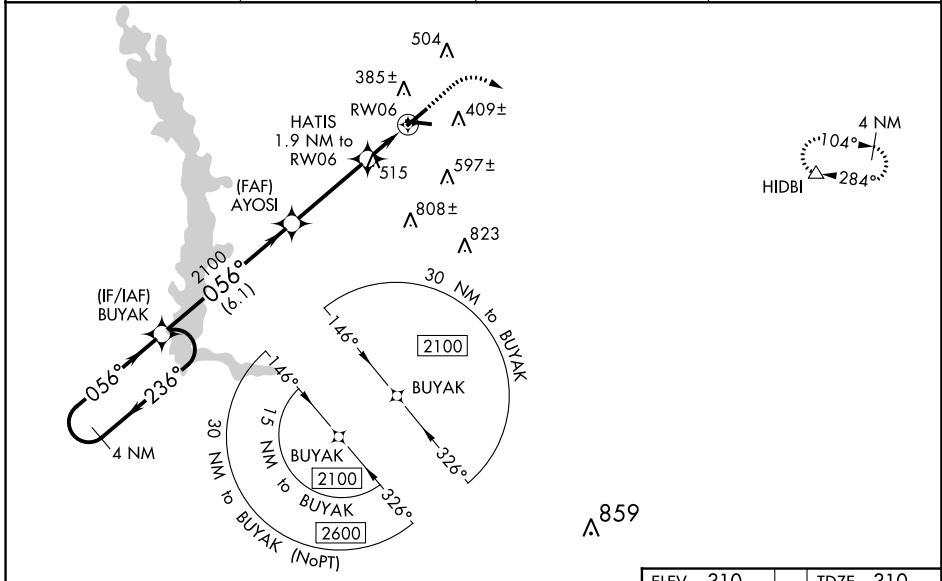 504
385±
RW06
409±
HATIS
1.9 NM to
RW06
515
597±
4 NM
104°
284°
HIDBI
(FAF)
AYOSI
808±
823
2100
056°
(6.1)
(IF/IAF)
BUYAK
056°
236°
4 NM
30 NM to BUYAK
146°
2100
BUYAK
326°
146°
15 NM to BUYAK
BUYAK
2100
326°
2600
30 NM to BUYAK (NoPT)
859
ELEV 210
TDZE 210